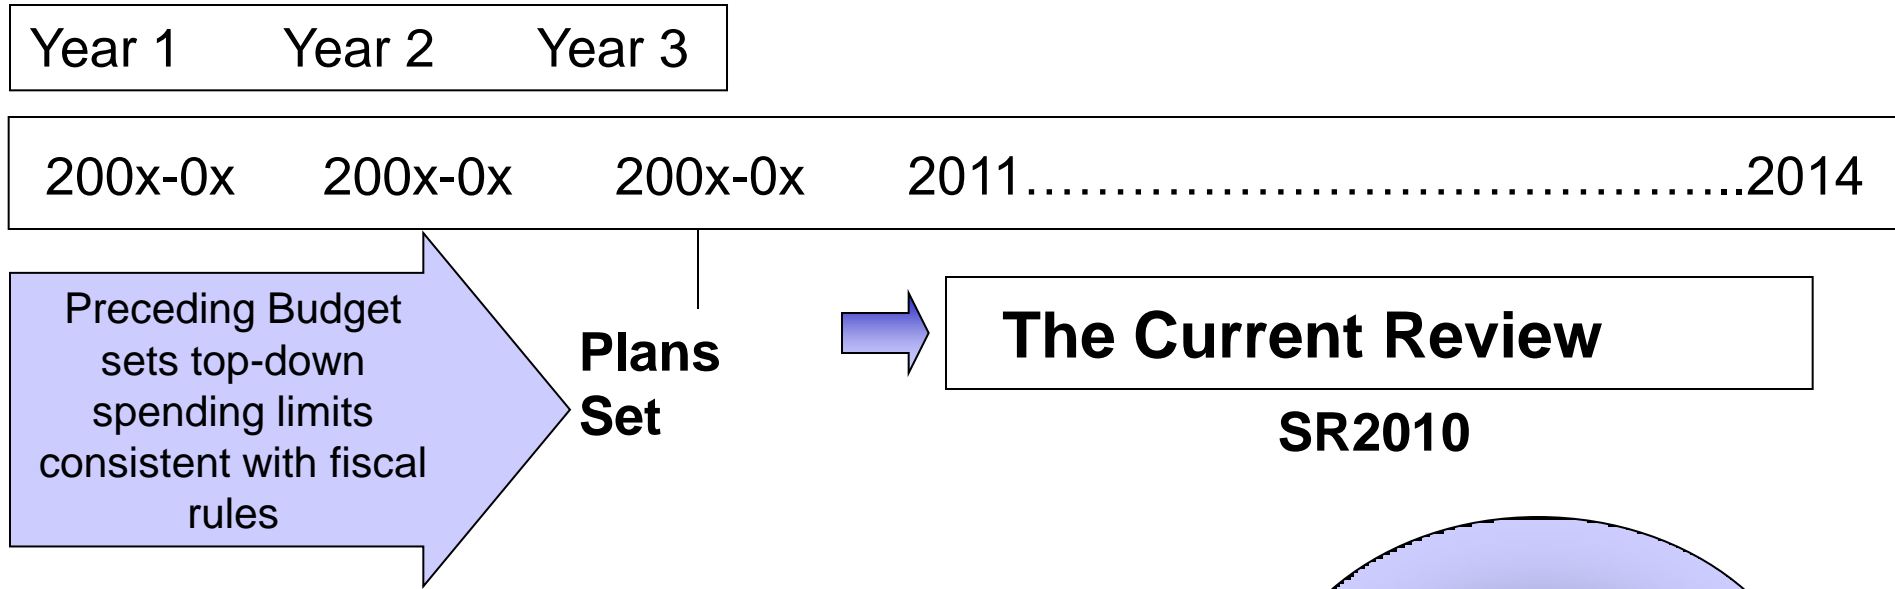 Year 1 Year 2 Year 3
200x-0x 200x-0x 200x-0x 2011……………………………………..2014
Preceding Budget
sets top-down
spending limits
consistent with fiscal
rules
Plans
Set
The Current Review
SR2010